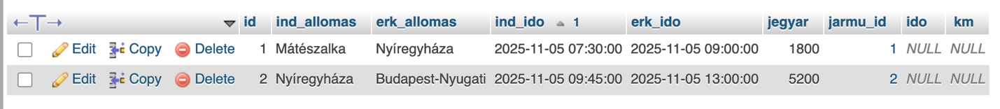 ←T→ id ind_allomas erk_allomas ind_ido 1 erk_ido jegyar jarmu_id ido km
Edit Copy Delete 1 Mátészalka Nyíregyháza 2025-11-05 07:30:00 2025-11-05 09:00:00 1800 1 NULL NULL
Edit Copy Delete 2 Nyíregyháza Budapest-Nyugati 2025-11-05 09:45:00 2025-11-05 13:00:00 5200 2 NULL NULL